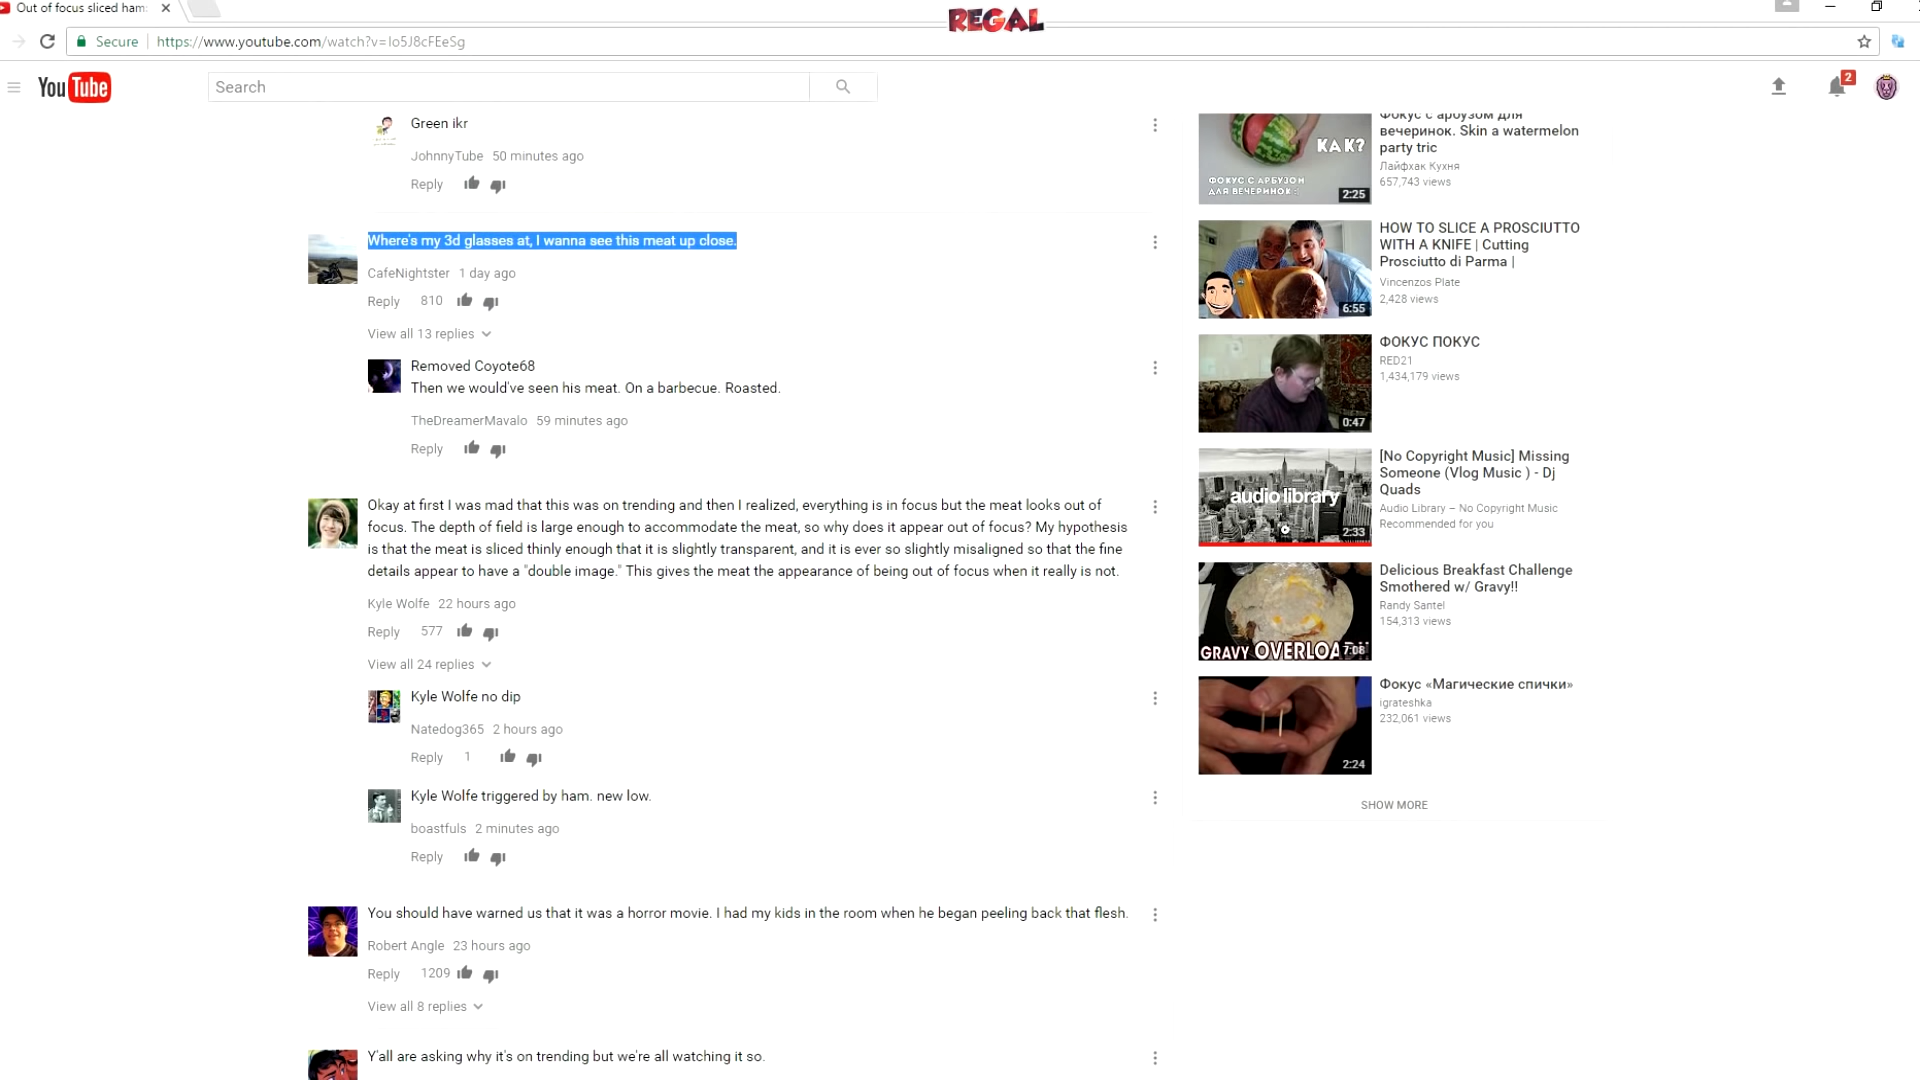 Out of focus sliced ham
REGAL
Secure
https://www.youtube.com/watch?v=Io5J8cFEeSg
YouTube
Search
2
Green ikr
JohnnyTube 50 minutes ago
Reply
Where's my 3d glasses at, I wanna see this meat up close.
CafeNightster 1 day ago
Reply 810
View all 13 replies
Removed Coyote68
Then we would've seen his meat. On a barbecue. Roasted.
TheDreamerMavalo 59 minutes ago
Reply
Okay at first I was mad that this was on trending and then I realized, everything is in focus but the meat looks out of
focus. The depth of field is large enough to accommodate the meat, so why does it appear out of focus? My hypothesis
is that the meat is sliced thinly enough that it is slightly transparent, and it is ever so slightly misaligned so that the fine
details appear to have a "double image." This gives the meat the appearance of being out of focus when it really is not.
Kyle Wolfe 22 hours ago
Reply 577
View all 24 replies
Kyle Wolfe no dip
Natedog365 2 hours ago
Reply 1
Kyle Wolfe triggered by ham. new low.
boastfuls 2 minutes ago
Reply
You should have warned us that it was a horror movie. I had my kids in the room when he began peeling back that flesh.
Robert Angle 23 hours ago
Reply 1209
View all 8 replies
Y'all are asking why it's on trending but we're all watching it so.
КАК?
ФОКУС С АРБУЗОМ
ДЛЯ ВЕЧЕРИНОК :)
2:25
Фокус с арбузом для
вечеринок. Skin a watermelon
party tric
Лайфхак Кухня
657,743 views
6:55
HOW TO SLICE A PROSCIUTTO
WITH A KNIFE | Cutting
Prosciutto di Parma |
Vincenzos Plate
2,428 views
0:47
ФОКУС ПОКУС
RED21
1,434,179 views
audio library
2:33
[No Copyright Music] Missing
Someone (Vlog Music ) - Dj
Quads
Audio Library – No Copyright Music
Recommended for you
GRAVY OVERLOAD!!
7:08
Delicious Breakfast Challenge
Smothered w/ Gravy!!
Randy Santel
154,313 views
2:24
Фокус «Магические спички»
igrateshka
232,061 views
SHOW MORE